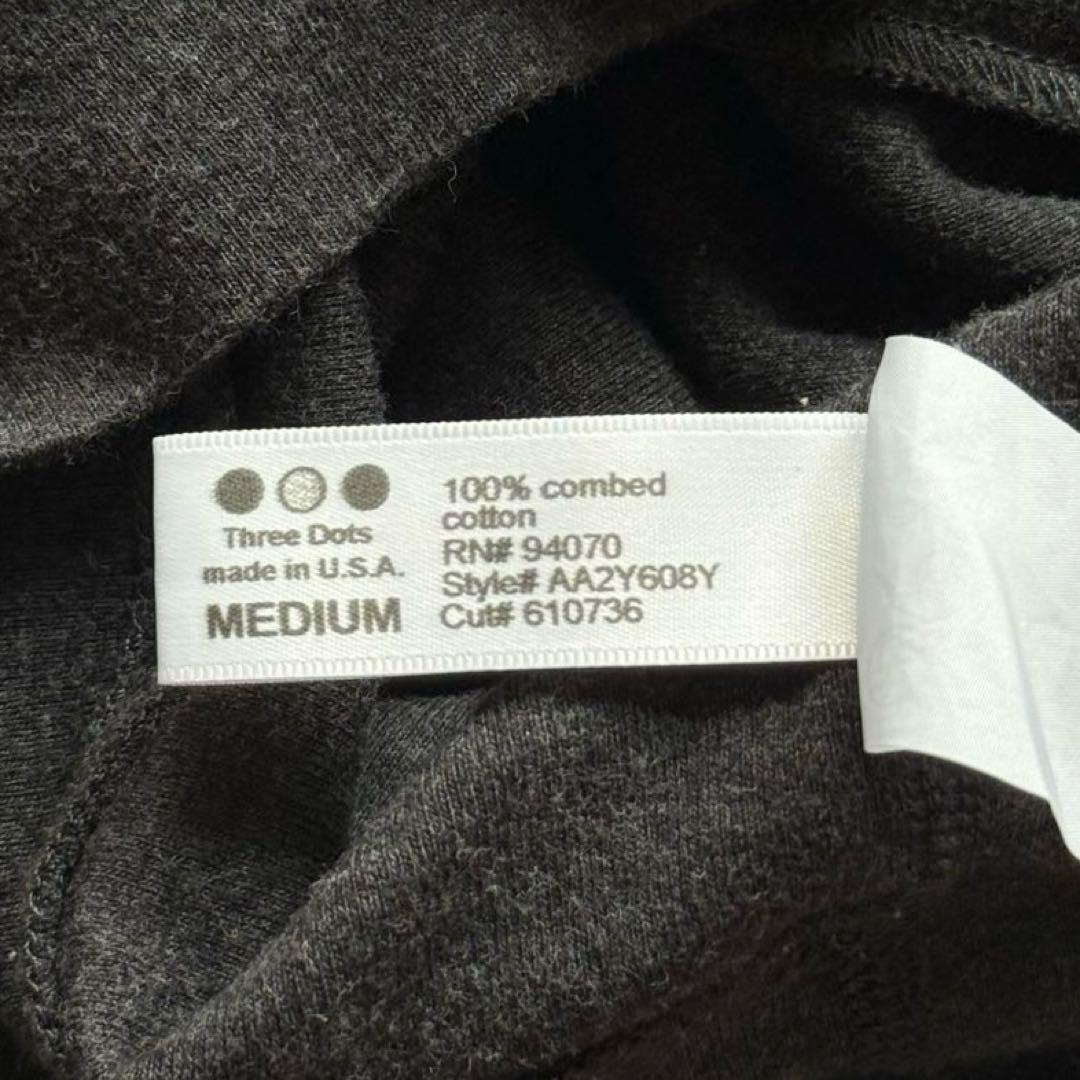 Three Dots
made in U.S.A.
MEDIUM
100% combed
cotton
RN# 94070
Style# AA2Y608Y
Cut# 610736